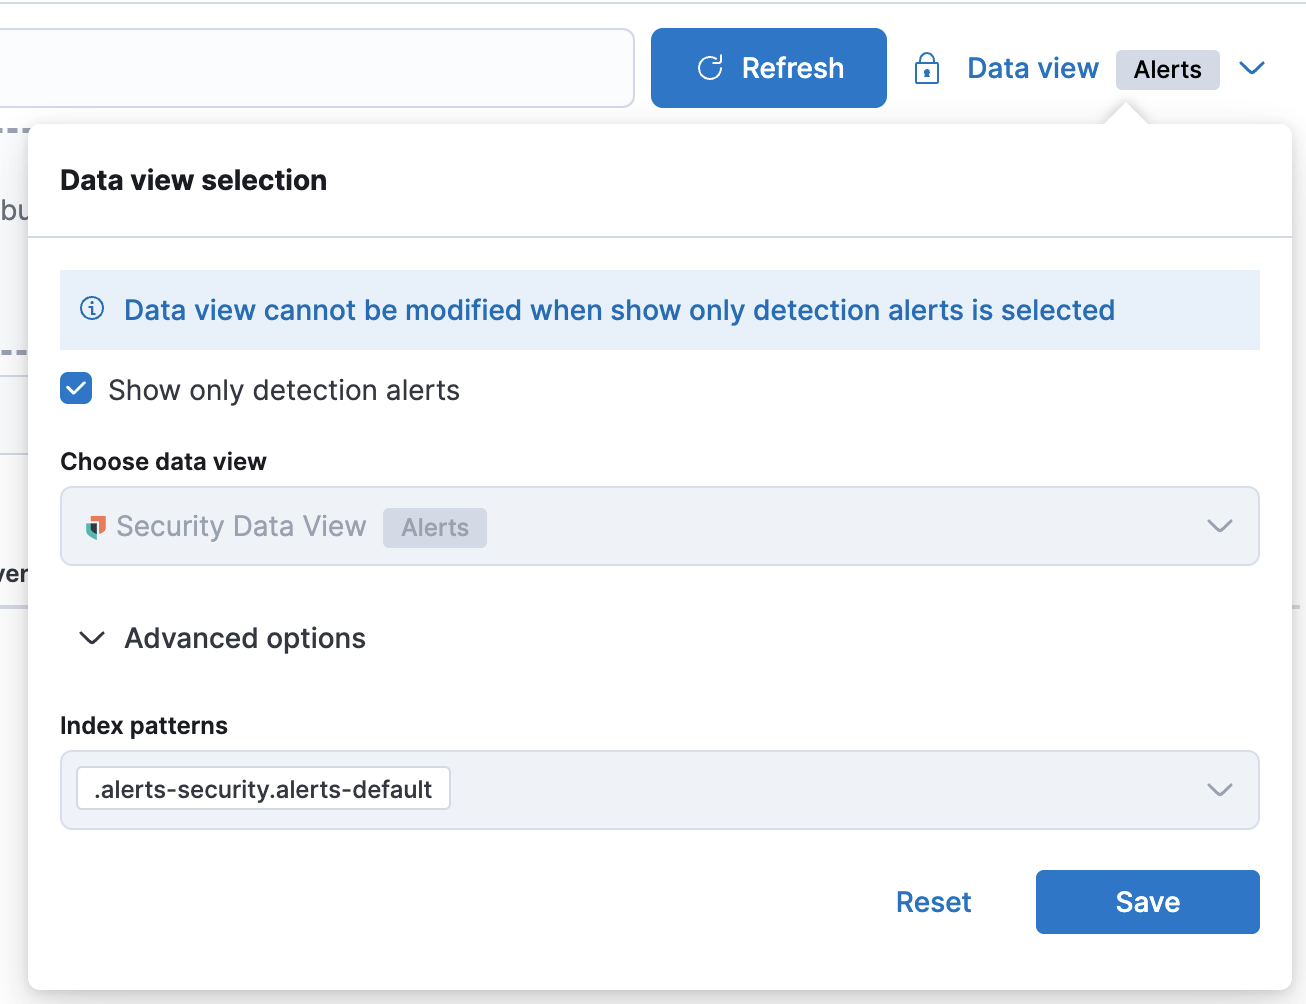 Refresh
Data view
Alerts
Data view selection
Data view cannot be modified when show only detection alerts is selected
Show only detection alerts
Choose data view
Security Data View
Alerts
Advanced options
Index patterns
.alerts-security.alerts-default
Reset
Save